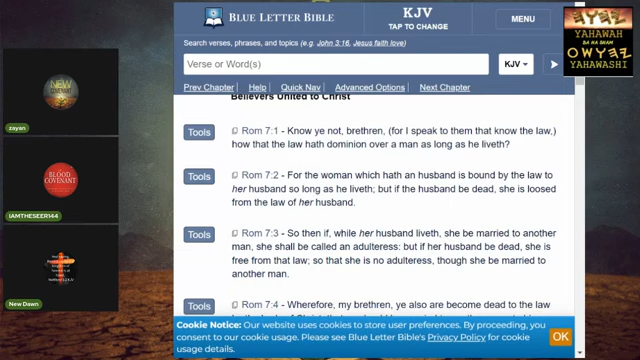 BLUE LETTER BIBLE
KJV
TAP TO CHANGE
MENU
Search verses, phrases, and topics (e.g. John 3:16, Jesus faith love)
Verse or Word(s)
KJV
Prev Chapter | Help | Quick Nav | Advanced Options | Next Chapter
Believers United to Christ
Tools
Rom 7:1 - Know ye not, brethren, (for I speak to them that know the law,)
how that the law hath dominion over a man as long as he liveth?
Tools
Rom 7:2 - For the woman which hath an husband is bound by the law to
her husband so long as he liveth; but if the husband be dead, she is loosed
from the law of her husband.
Tools
Rom 7:3 - So then if, while her husband liveth, she be married to another
man, she shall be called an adulteress: but if her husband be dead, she is
free from that law; so that she is no adulteress, though she be married to
another man.
Tools
Rom 7:4 - Wherefore, my brethren, ye also are become dead to the law
Cookie Notice: Our website uses cookies to store user preferences. By proceeding, you
consent to our cookie usage. Please see Blue Letter Bible's Privacy Policy for cookie
usage details.
OK
NEW
COVENANT
zayan
BLOOD
COVENANT
IAMTHESEER144
New Dawn
YAHAWAH
BA HA SHAM
YAHAWASHI